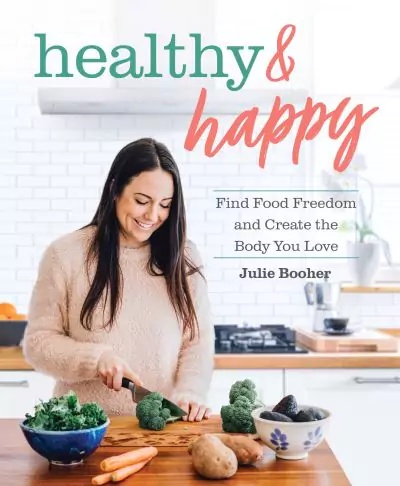 healthy &
happy
Find Food Freedom
and Create the
Body You Love
Julie Booher